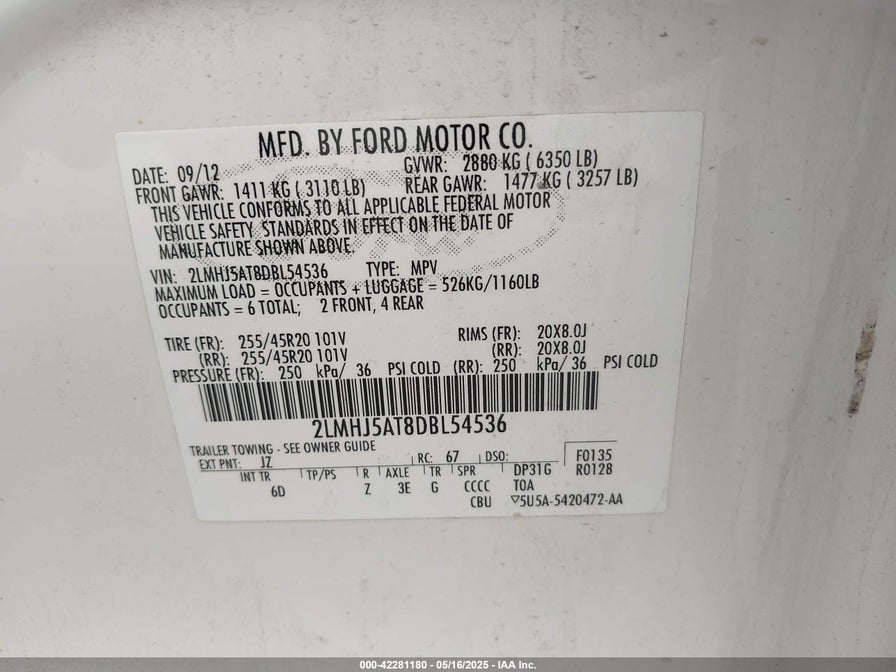 MFD. BY FORD MOTOR CO.
DATE: 09/12 GVWR: 2880 KG ( 6350 LB)
FRONT GAWR: 1411 KG ( 3110 LB) REAR GAWR: 1477 KG ( 3257 LB)
THIS VEHICLE CONFORMS TO ALL APPLICABLE FEDERAL MOTOR
VEHICLE SAFETY STANDARDS IN EFFECT ON THE DATE OF
MANUFACTURE SHOWN ABOVE.
VIN: 2LMHJ5AT8DBL54536 TYPE: MPV
MAXIMUM LOAD = OCCUPANTS + LUGGAGE = 526KG/1160LB
OCCUPANTS = 6 TOTAL; 2 FRONT, 4 REAR
TIRE (FR): 255/45R20 101V RIMS (FR): 20X8.0J
(RR): 255/45R20 101V (RR): 20X8.0J
PRESSURE (FR): 250 kPa/ 36 PSI COLD (RR): 250 kPa/ 36 PSI COLD
2LMHJ5AT8DBL54536
TRAILER TOWING - SEE OWNER GUIDE
EXT PNT: JZ RC: 67 DSO: F0135
R0128
INT TR TP/PS R AXLE TR SPR DP31G
6D Z 3E G CCCC TOA
CBU ▽5U5A-5420472-AA
000-42281180 - 05/16/2025 - IAA Inc.